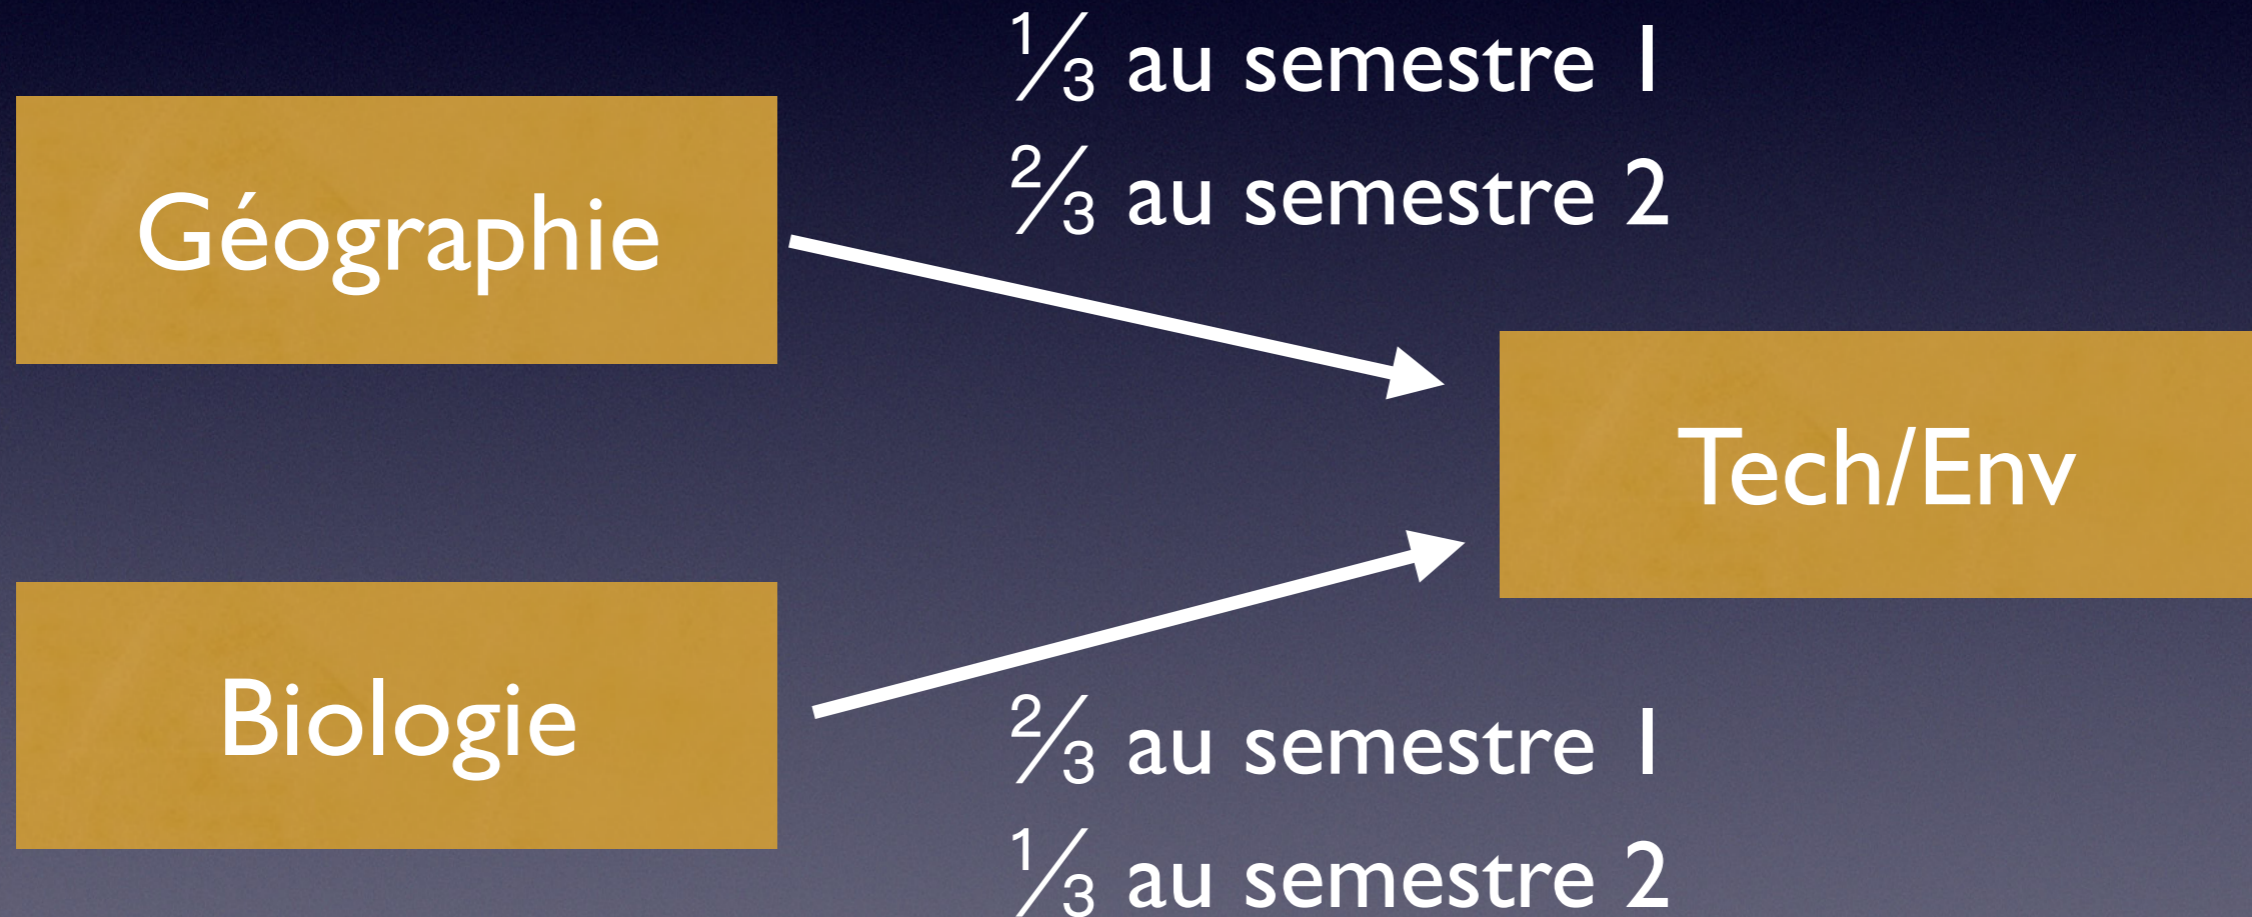 ⅓ au semestre 1
⅔ au semestre 2
Géographie
Tech/Env
Biologie
⅔ au semestre 1
⅓ au semestre 2